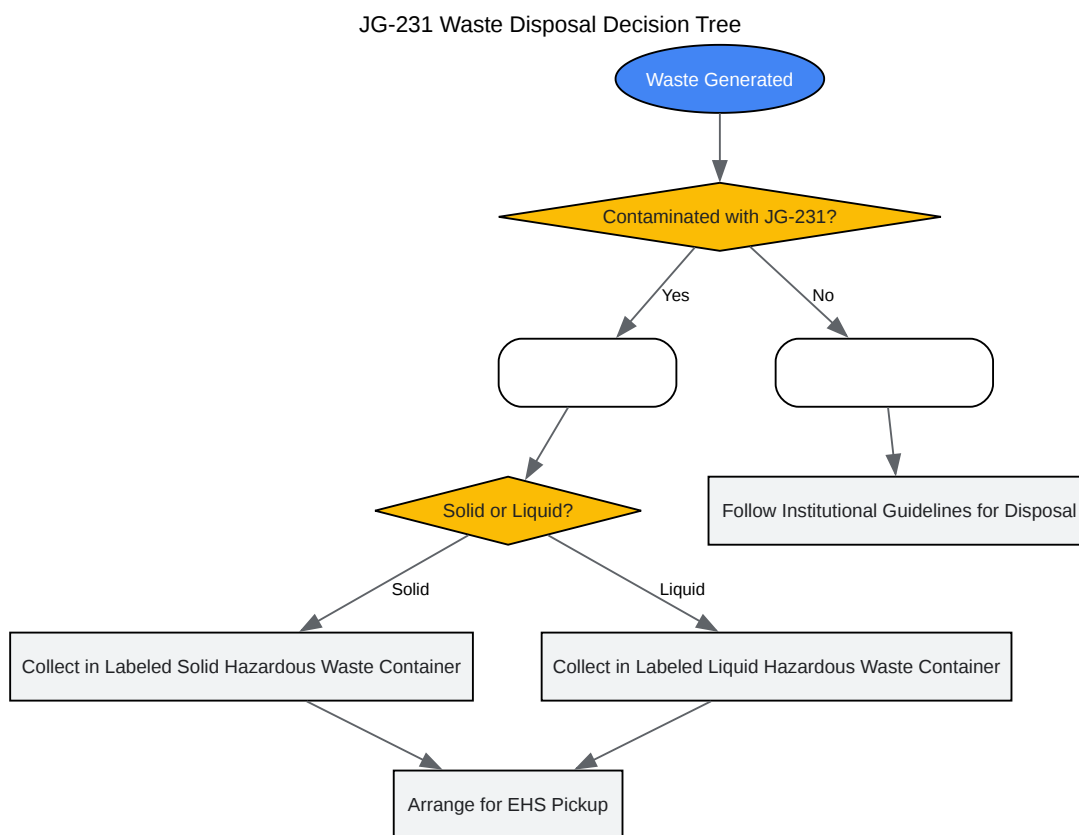 JG-231 Waste Disposal Decision Tree
Waste Generated
Contaminated with JG-231?
Yes
No
Solid or Liquid?
Follow Institutional Guidelines for Disposal
Solid
Liquid
Collect in Labeled Solid Hazardous Waste Container
Collect in Labeled Liquid Hazardous Waste Container
Arrange for EHS Pickup